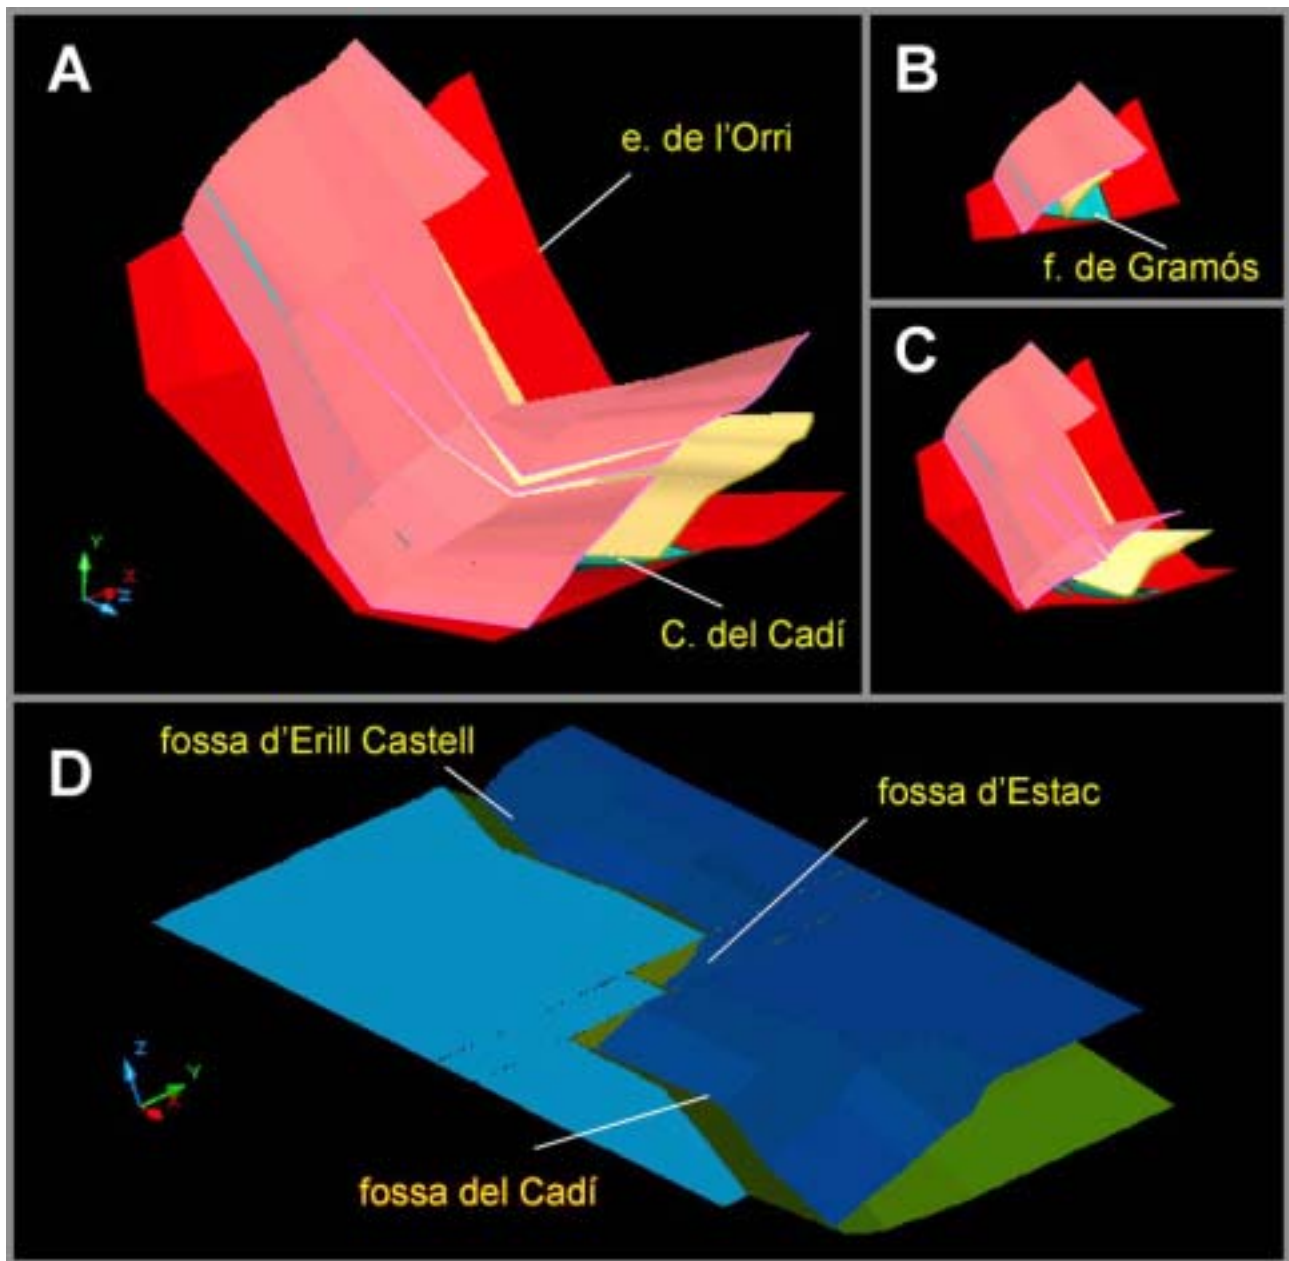 A
e. de l'Orri
C. del Cadí
Y
X
Z
B
f. de Gramós
C
D
fossa d'Erill Castell
fossa d'Estac
fossa del Cadí
Z
Y
X